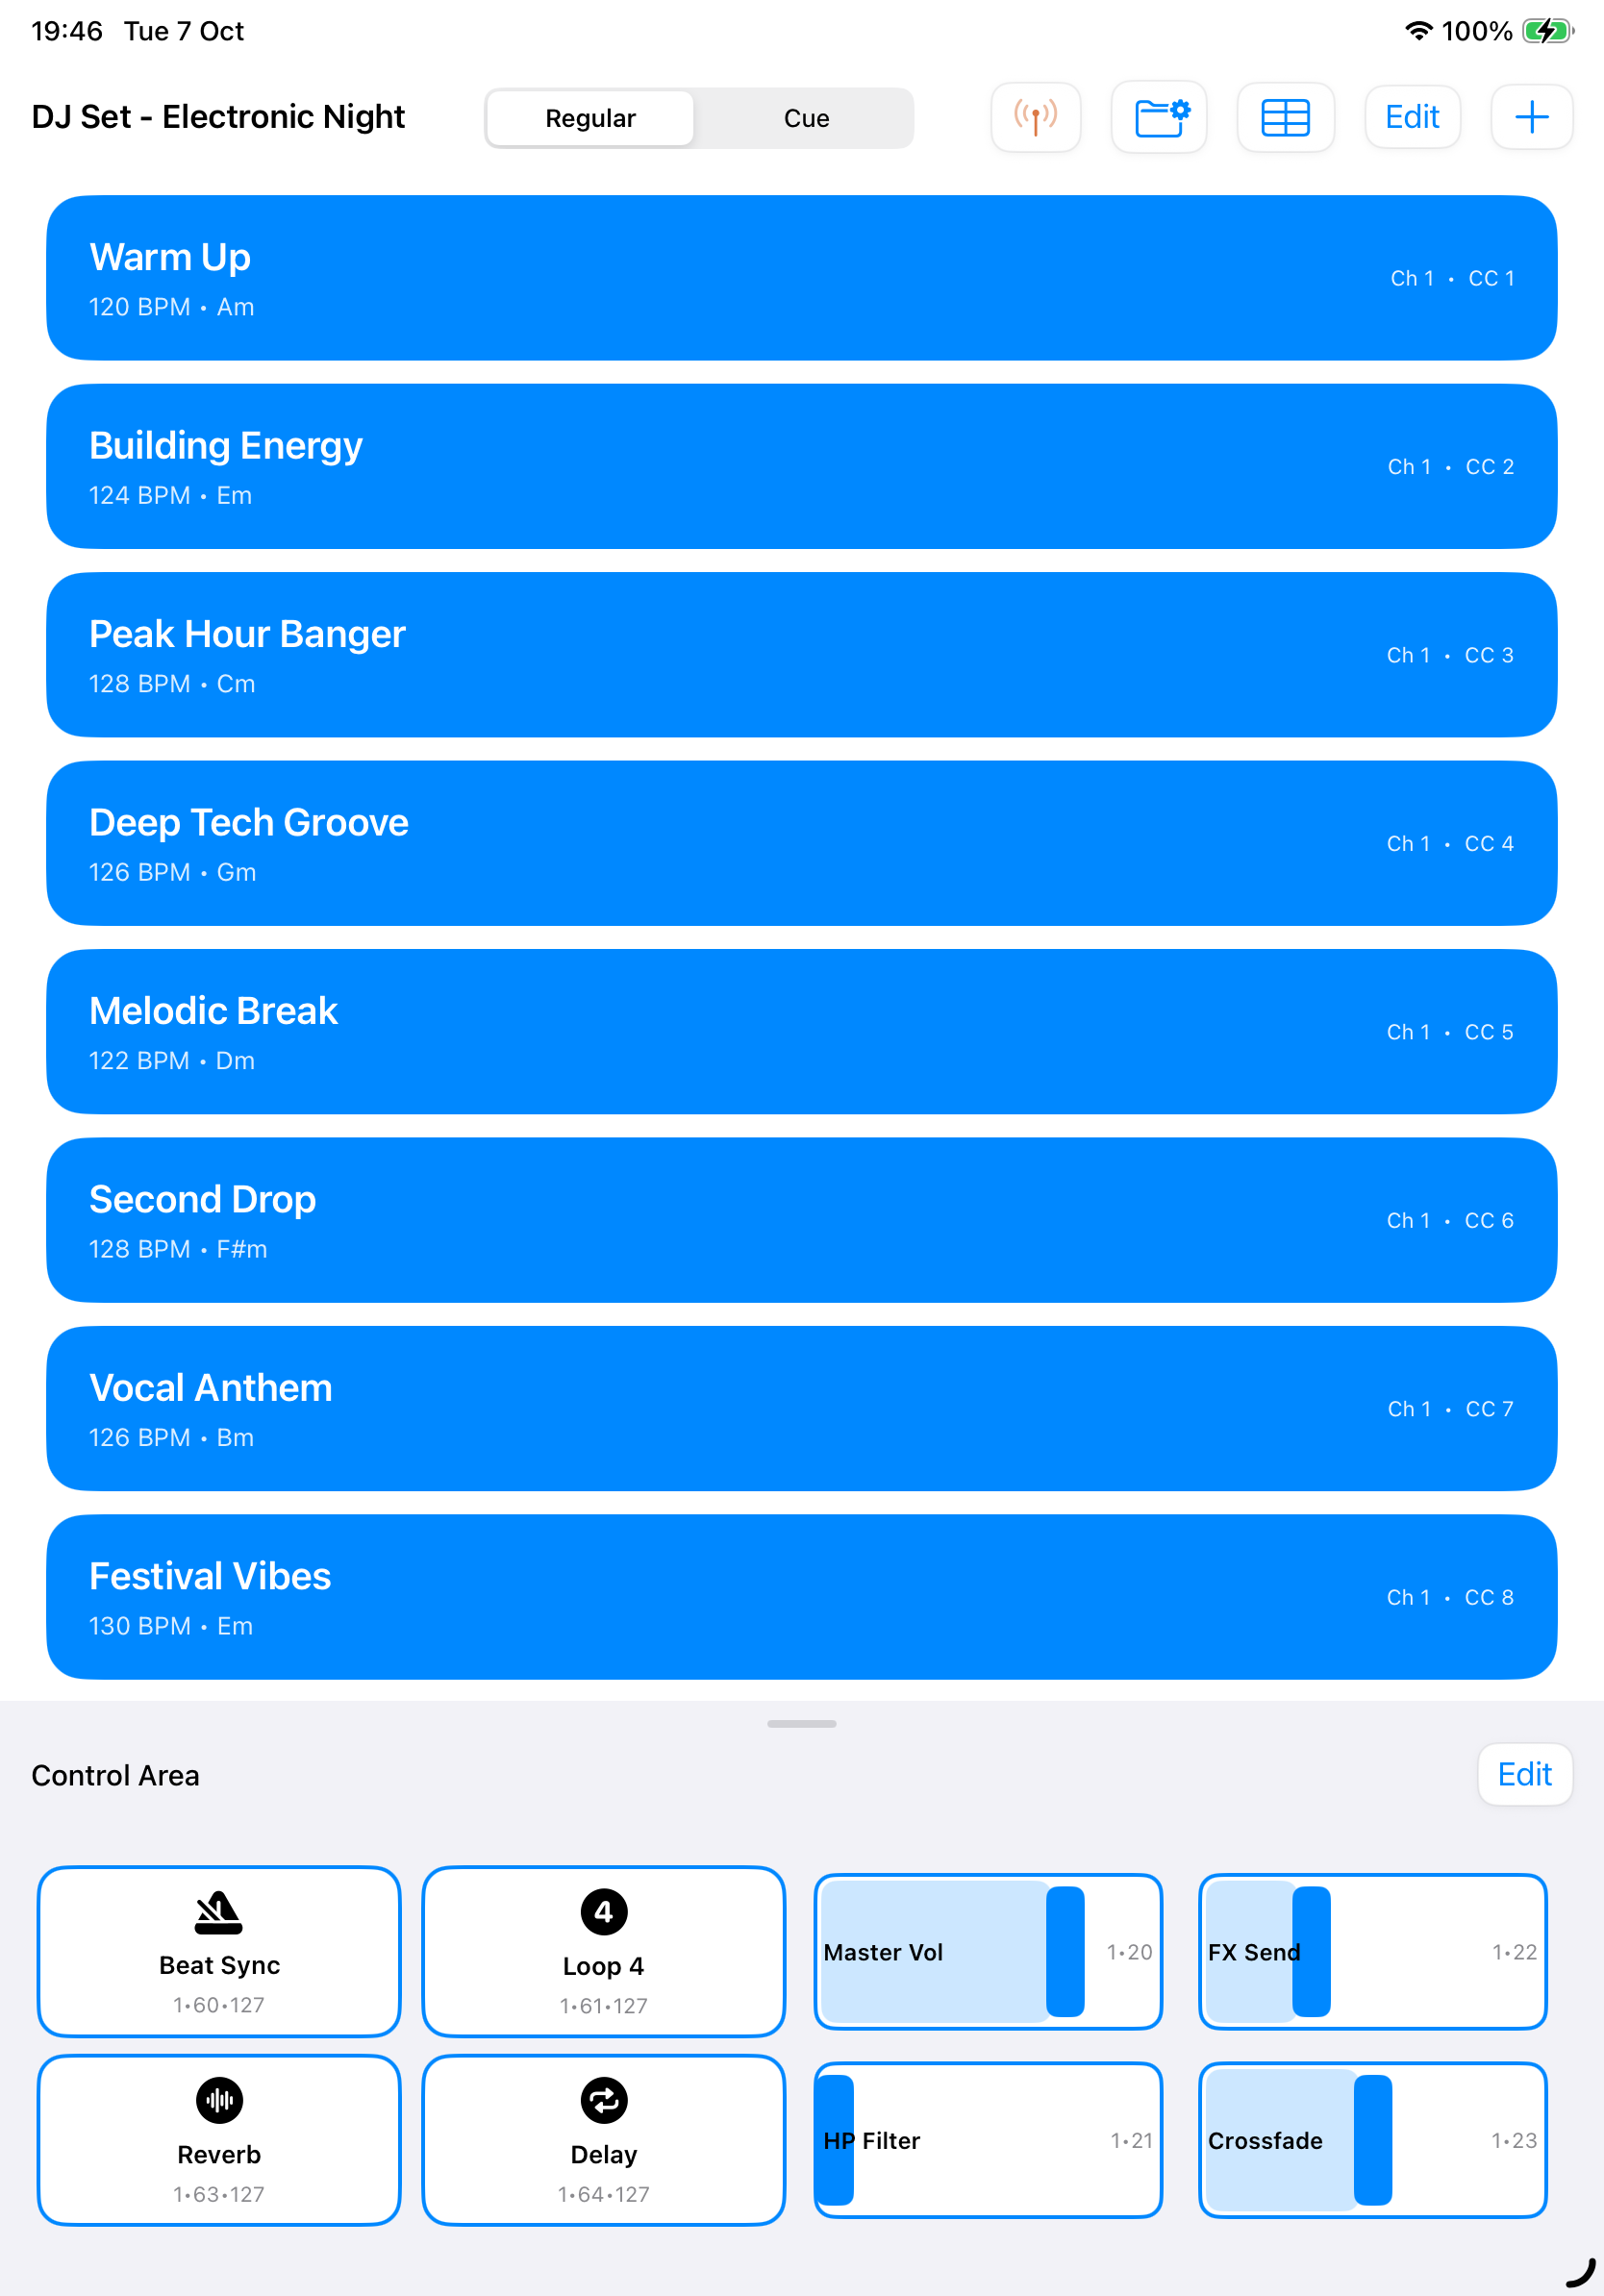 19:46 Tue 7 Oct 100%
DJ Set - Electronic Night Regular Cue Edit
Warm Up
120 BPM • Am
Ch 1 • CC 1
Building Energy
124 BPM • Em
Ch 1 • CC 2
Peak Hour Banger
128 BPM • Cm
Ch 1 • CC 3
Deep Tech Groove
126 BPM • Gm
Ch 1 • CC 4
Melodic Break
122 BPM • Dm
Ch 1 • CC 5
Second Drop
128 BPM • F#m
Ch 1 • CC 6
Vocal Anthem
126 BPM • Bm
Ch 1 • CC 7
Festival Vibes
130 BPM • Em
Ch 1 • CC 8
Control Area Edit
Beat Sync
1•60•127
4
Loop 4
1•61•127
Master Vol 1•20
FX Send 1•22
Reverb
1•63•127
Delay
1•64•127
HP Filter 1•21
Crossfade 1•23